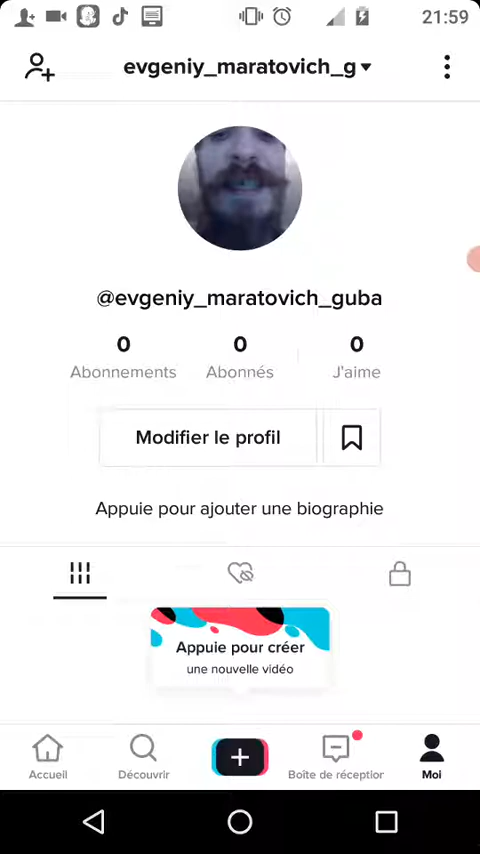 21:59
evgeniy_maratovich_g
@evgeniy_maratovich_guba
0 0 0
Abonnements Abonnés J'aime
Modifier le profil
Appuie pour ajouter une biographie
Appuie pour créer
une nouvelle vidéo
Accueil Découvrir Boîte de réception Moi